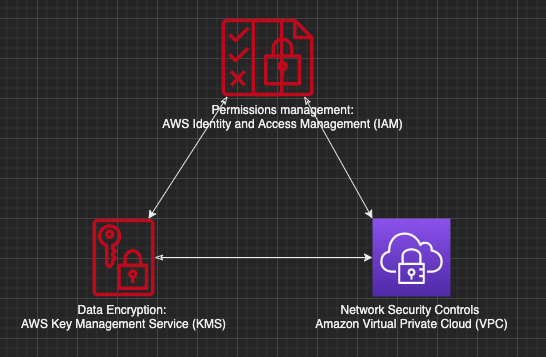 Permissions management:
AWS Identity and Access Management (IAM)
Data Encryption:
AWS Key Management Service (KMS)
Network Security Controls
Amazon Virtual Private Cloud (VPC)